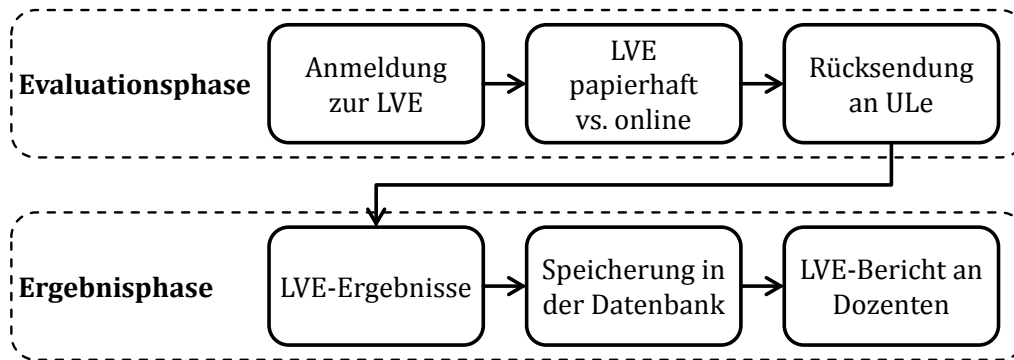 Evaluationsphase
Anmeldung
zur LVE
LVE
papierhaft
vs. online
Rücksendung
an ULe
Ergebnisphase
LVE-Ergebnisse
Speicherung in
der Datenbank
LVE-Bericht an
Dozenten